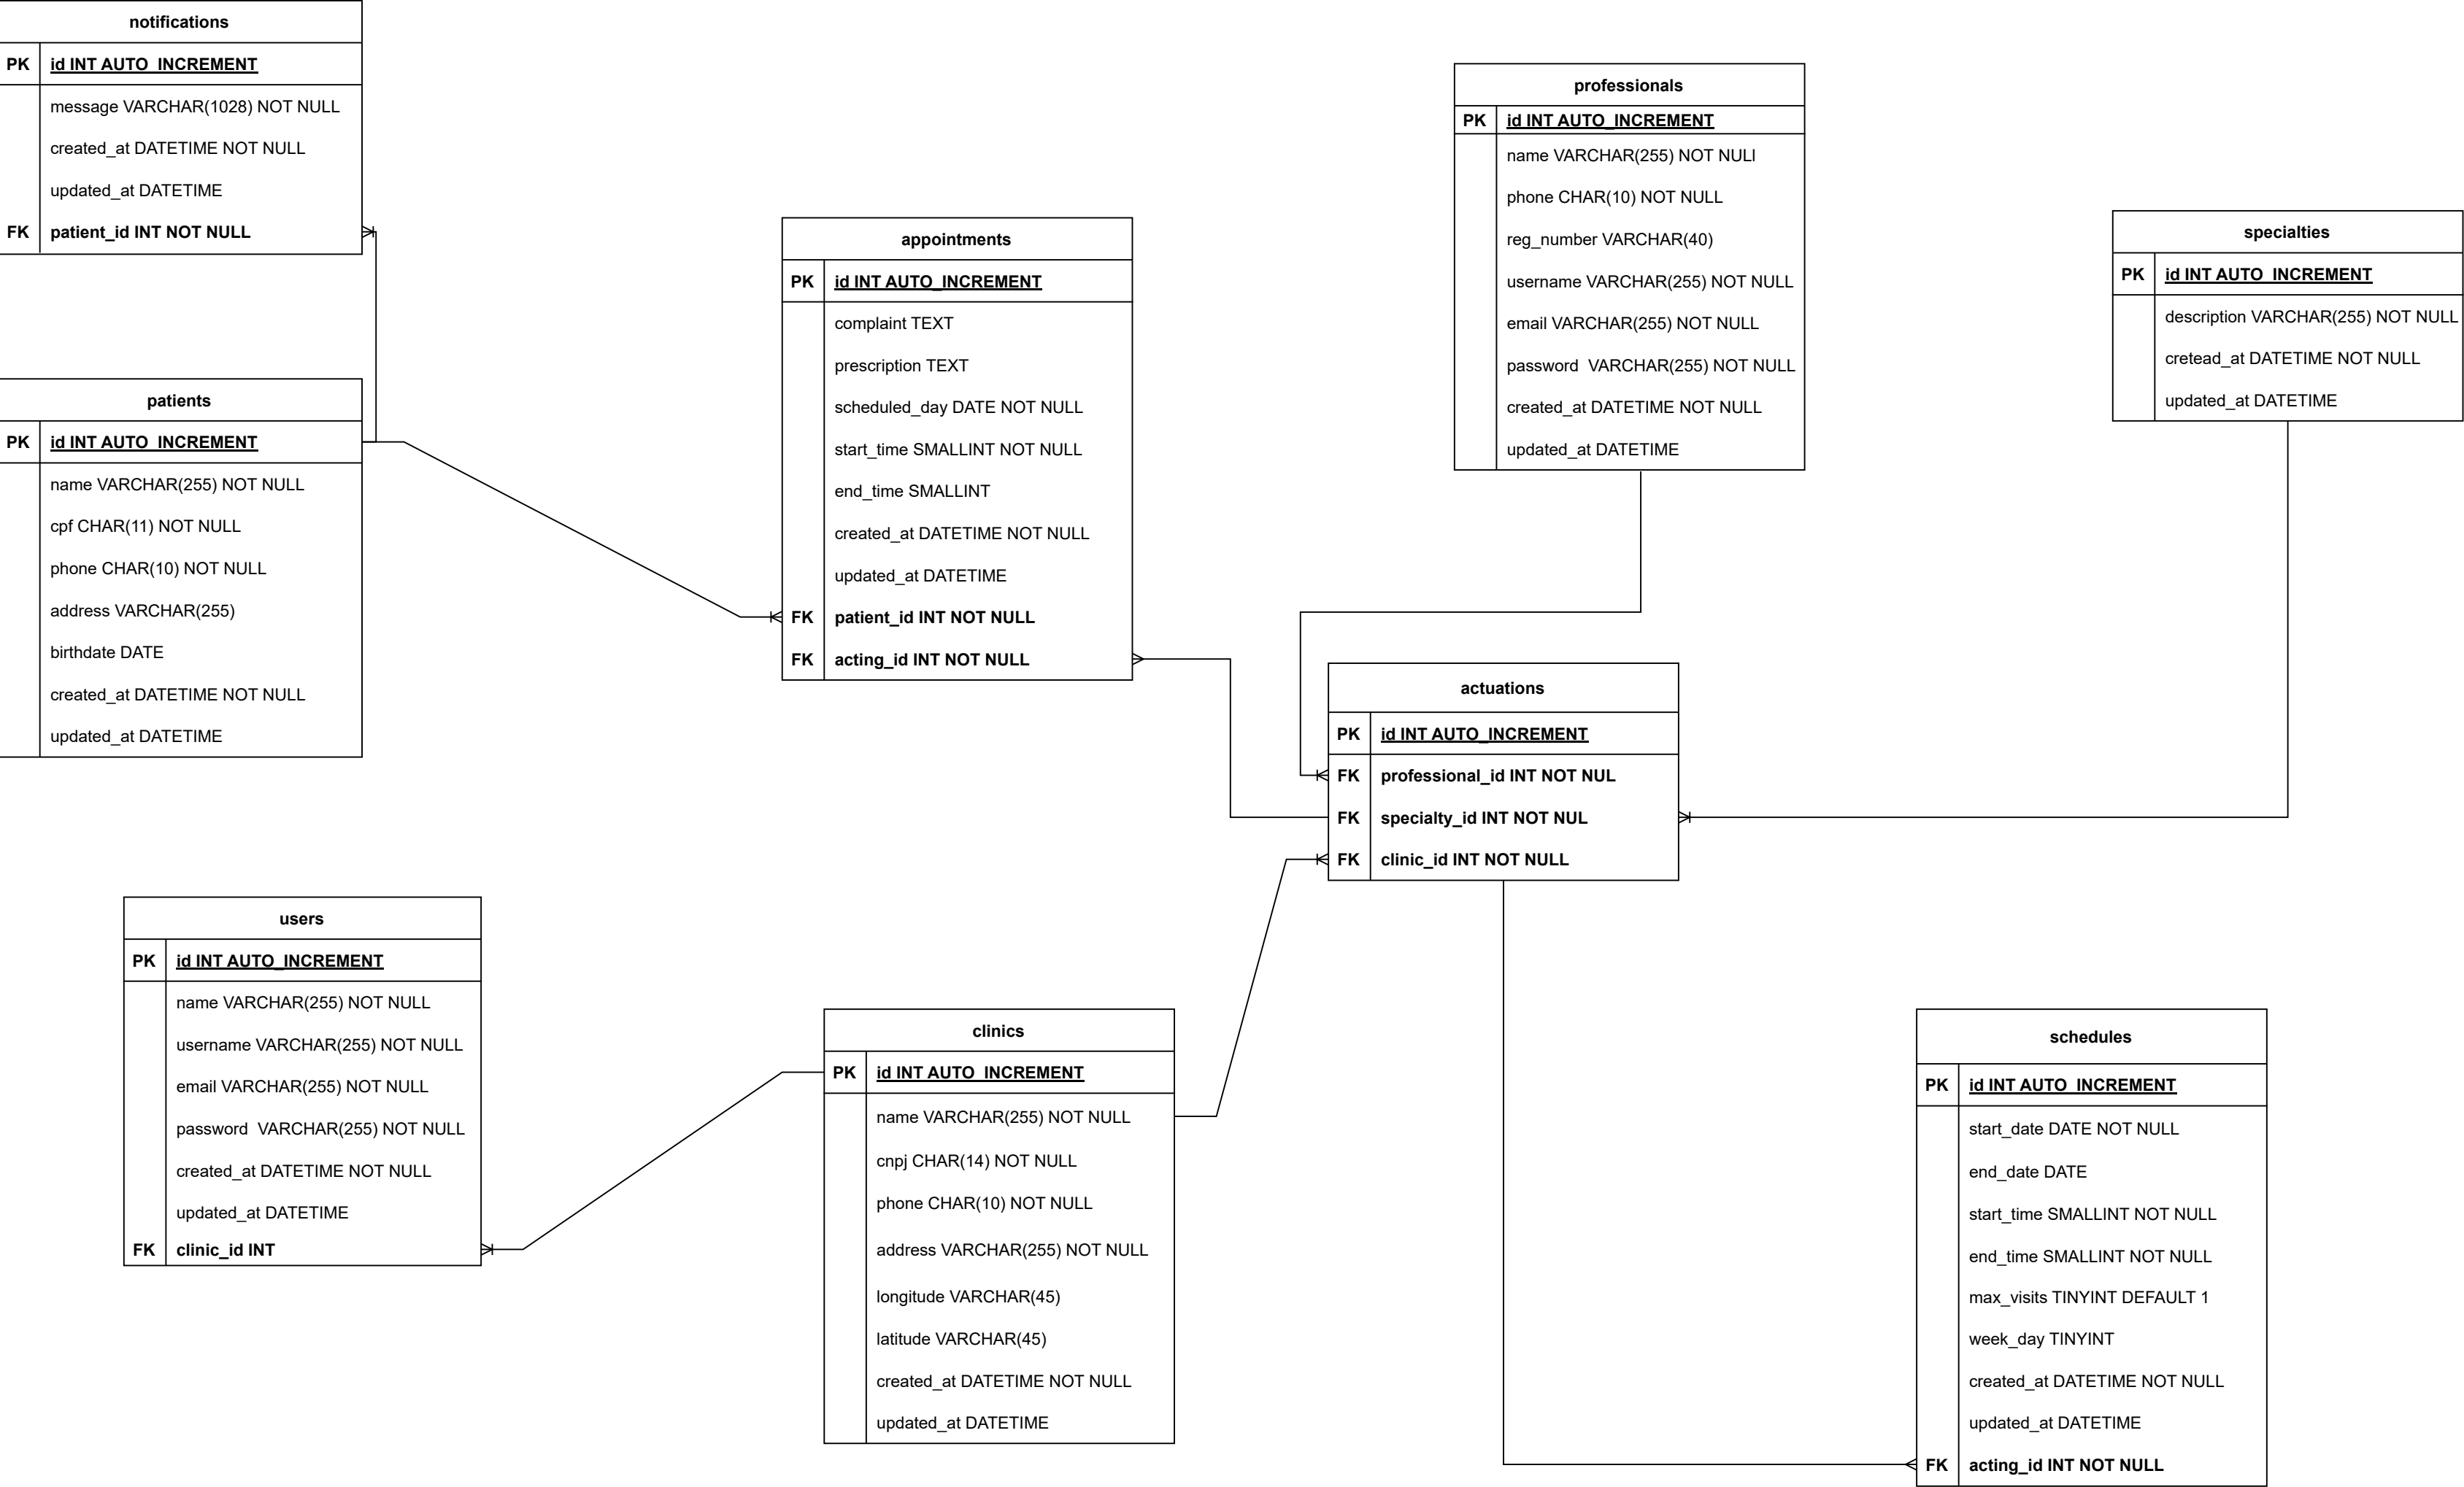 notifications
PK id INT AUTO_INCREMENT
message VARCHAR(1028) NOT NULL
created_at DATETIME NOT NULL
updated_at DATETIME
FK patient_id INT NOT NULL
patients
PK id INT AUTO_INCREMENT
name VARCHAR(255) NOT NULL
cpf CHAR(11) NOT NULL
phone CHAR(10) NOT NULL
address VARCHAR(255)
birthdate DATE
created_at DATETIME NOT NULL
updated_at DATETIME
appointments
PK id INT AUTO_INCREMENT
complaint TEXT
prescription TEXT
scheduled_day DATE NOT NULL
start_time SMALLINT NOT NULL
end_time SMALLINT
created_at DATETIME NOT NULL
updated_at DATETIME
FK patient_id INT NOT NULL
FK acting_id INT NOT NULL
professionals
PK id INT AUTO_INCREMENT
name VARCHAR(255) NOT NULl
phone CHAR(10) NOT NULL
reg_number VARCHAR(40)
username VARCHAR(255) NOT NULL
email VARCHAR(255) NOT NULL
password  VARCHAR(255) NOT NULL
created_at DATETIME NOT NULL
updated_at DATETIME
specialties
PK id INT AUTO_INCREMENT
description VARCHAR(255) NOT NULL
cretead_at DATETIME NOT NULL
updated_at DATETIME
actuations
PK id INT AUTO_INCREMENT
FK professional_id INT NOT NUL
FK specialty_id INT NOT NUL
FK clinic_id INT NOT NULL
users
PK id INT AUTO_INCREMENT
name VARCHAR(255) NOT NULL
username VARCHAR(255) NOT NULL
email VARCHAR(255) NOT NULL
password  VARCHAR(255) NOT NULL
created_at DATETIME NOT NULL
updated_at DATETIME
FK clinic_id INT
clinics
PK id INT AUTO_INCREMENT
name VARCHAR(255) NOT NULL
cnpj CHAR(14) NOT NULL
phone CHAR(10) NOT NULL
address VARCHAR(255) NOT NULL
longitude VARCHAR(45)
latitude VARCHAR(45)
created_at DATETIME NOT NULL
updated_at DATETIME
schedules
PK id INT AUTO_INCREMENT
start_date DATE NOT NULL
end_date DATE
start_time SMALLINT NOT NULL
end_time SMALLINT NOT NULL
max_visits TINYINT DEFAULT 1
week_day TINYINT
created_at DATETIME NOT NULL
updated_at DATETIME
FK acting_id INT NOT NULL